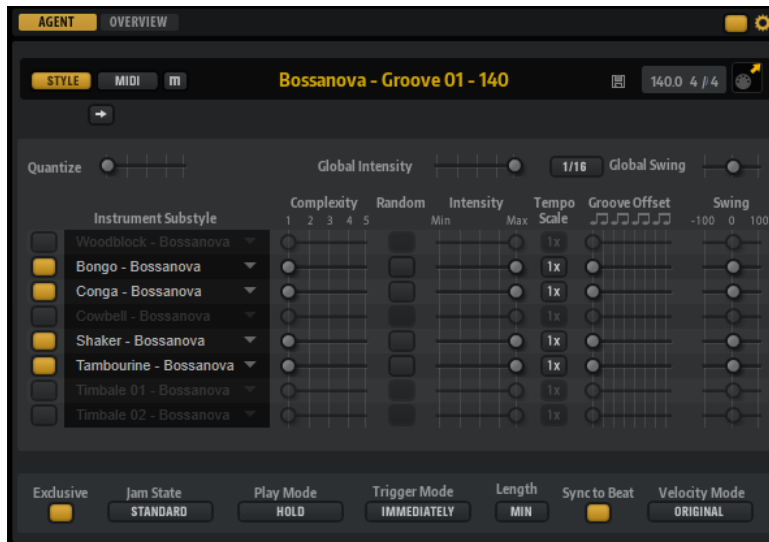 AGENT OVERVIEW
STYLE MIDI m Bossanova - Groove 01 - 140 140.0 4 / 4
Quantize Global Intensity 1/16 Global Swing
Complexity Random Intensity Tempo Groove Offset Swing
Instrument Substyle 1 2 3 4 5 Min Max Scale -100 0 100
Woodblock - Bossanova 1x
Bongo - Bossanova 1x
Conga - Bossanova 1x
Cowbell - Bossanova 1x
Shaker - Bossanova 1x
Tambourine - Bossanova 1x
Timbale 01 - Bossanova 1x
Timbale 02 - Bossanova 1x
Exclusive Jam State Play Mode Trigger Mode Length Sync to Beat Velocity Mode
STANDARD HOLD IMMEDIATELY MIN ORIGINAL